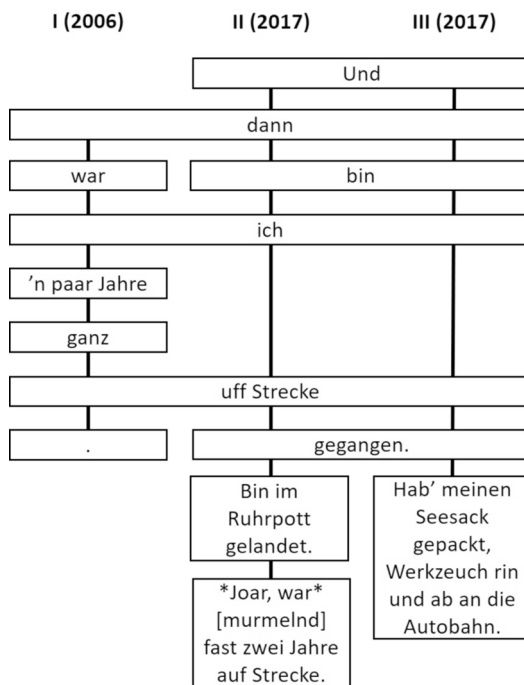 I (2006) II (2017) III (2017)
Und
dann
war bin
ich
’n paar Jahre
ganz
uff Strecke
. gegangen.
Bin im
Ruhrpott
gelandet.
*Joar, war*
[murmelnd]
fast zwei Jahre
auf Strecke.
Hab’ meinen
Seesack
gepackt,
Werkzeuch rin
und ab an die
Autobahn.